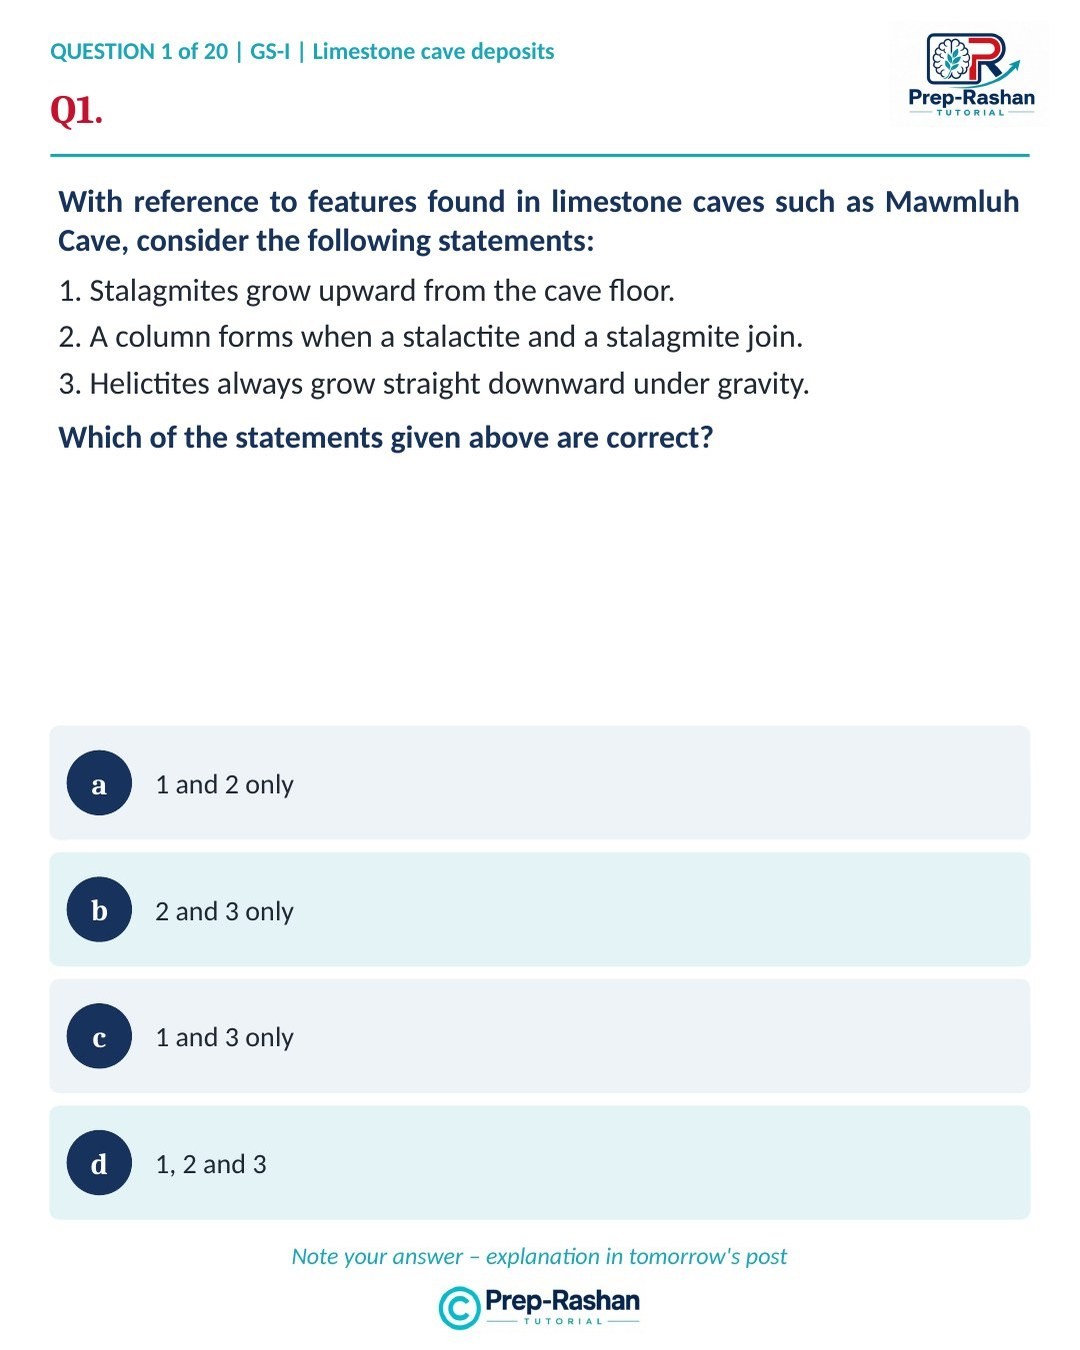 QUESTION 1 of 20 | GS-I | Limestone cave deposits
Prep-Rashan
TUTORIAL
Q1.
With reference to features found in limestone caves such as Mawmluh
Cave, consider the following statements:
1. Stalagmites grow upward from the cave floor.
2. A column forms when a stalactite and a stalagmite join.
3. Helictites always grow straight downward under gravity.
Which of the statements given above are correct?
a 1 and 2 only
b 2 and 3 only
c 1 and 3 only
d 1, 2 and 3
Note your answer – explanation in tomorrow's post
© Prep-Rashan
TUTORIAL